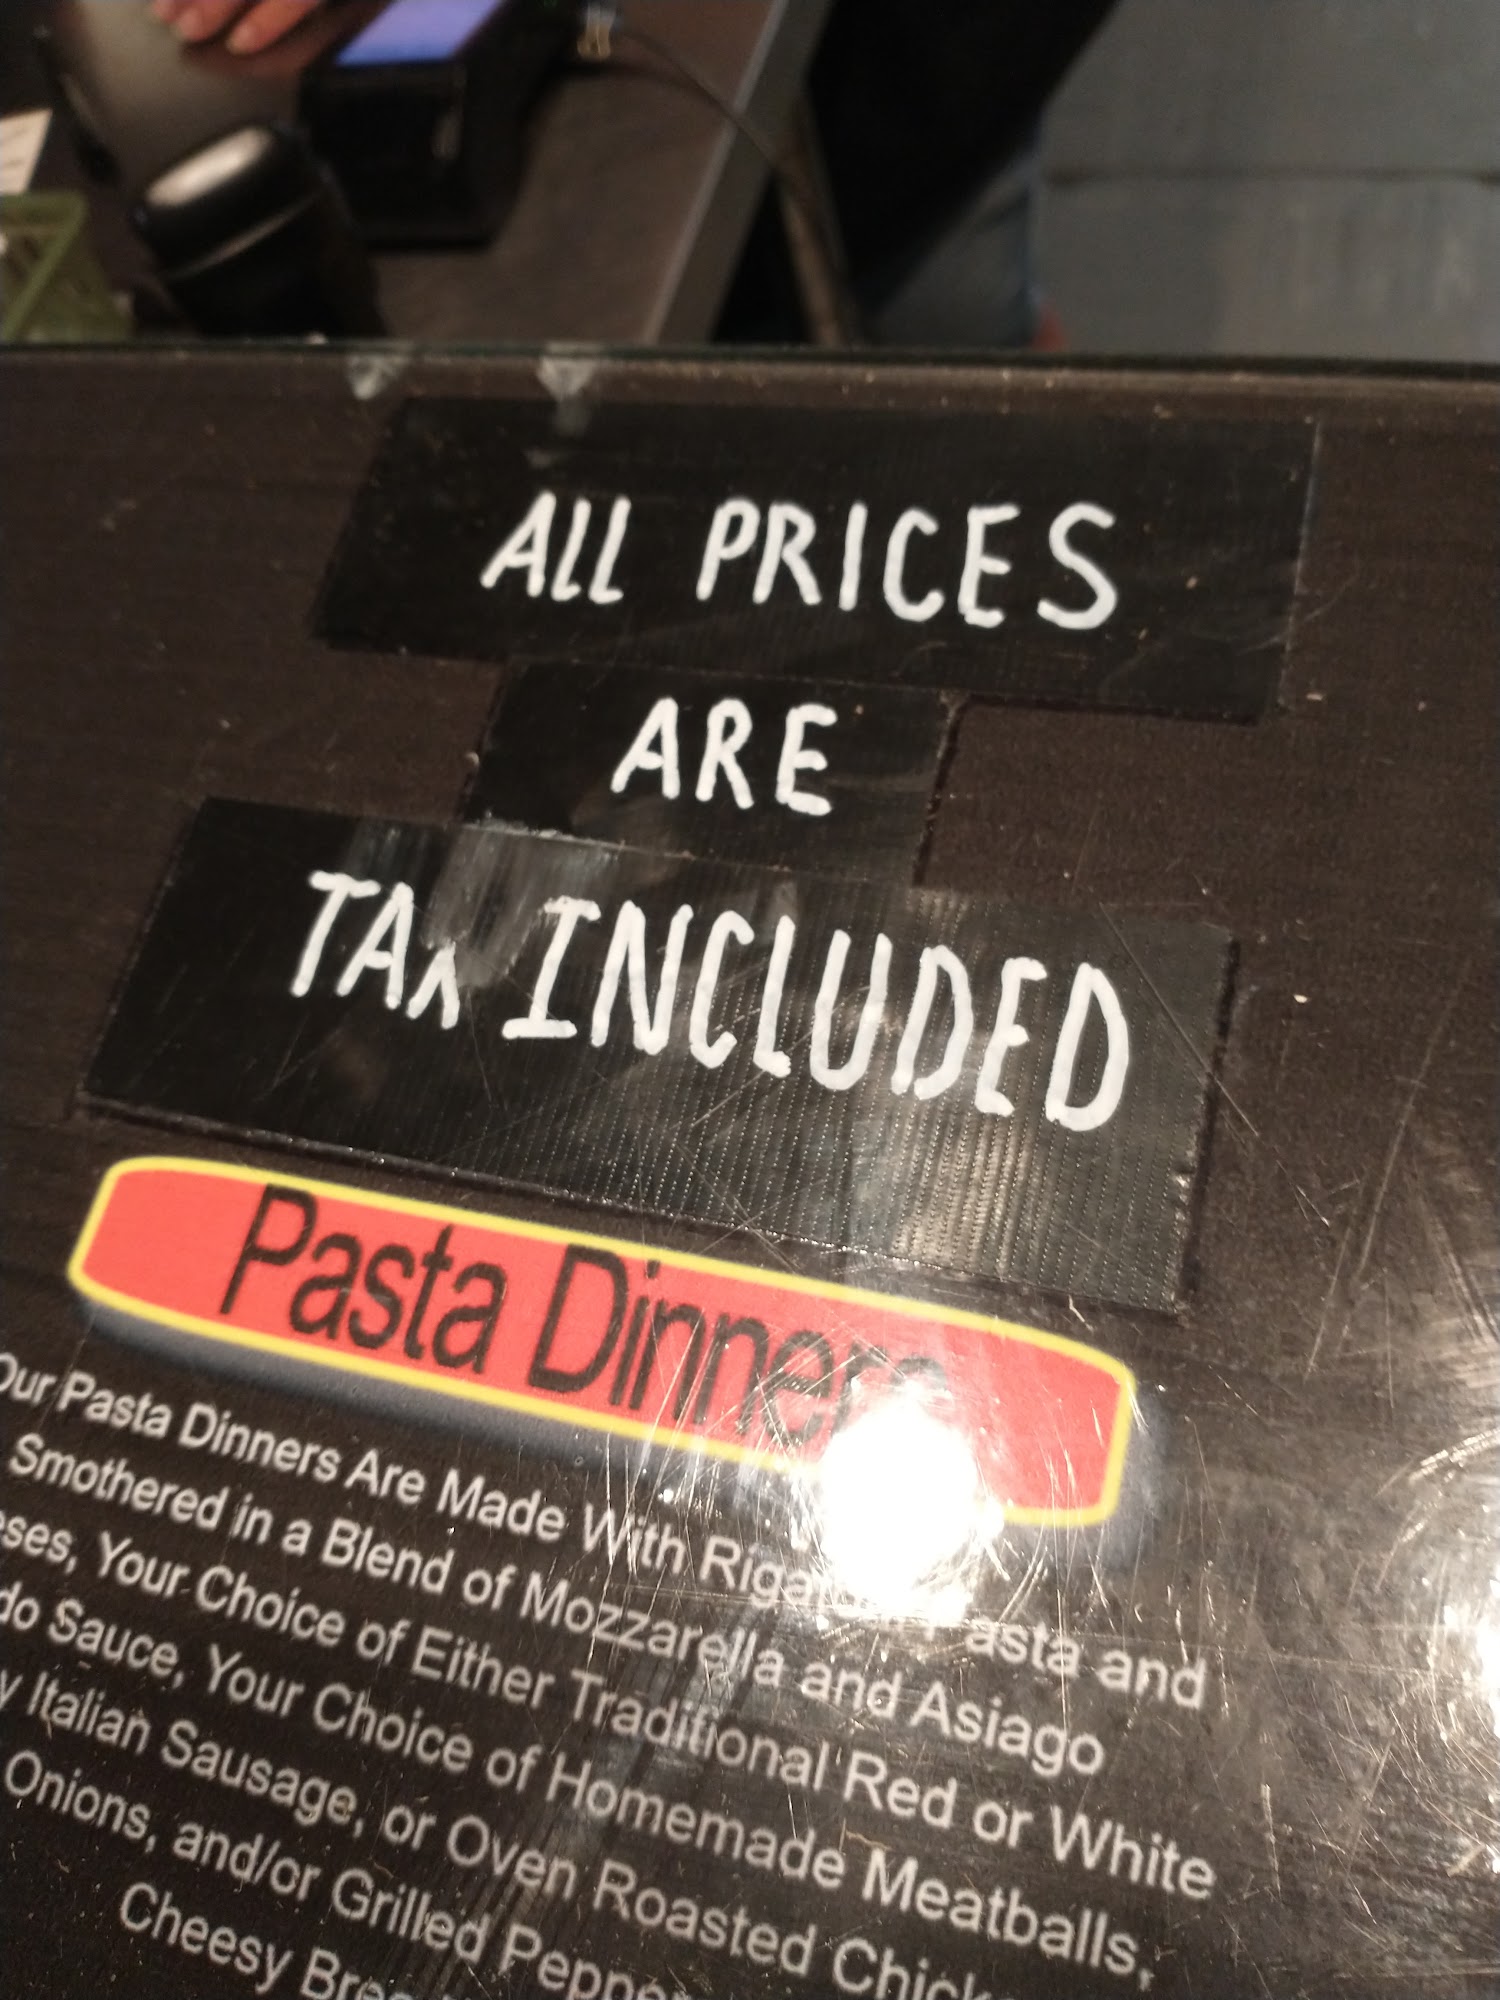 ALL PRICES
ARE
TAX INCLUDED
Pasta Dinners
Our Pasta Dinners Are Made With Pasta and
Smothered in a Blend of Mozzarella and Asiago
Your Choice of Either Traditional Red or White
Sauce, Your Choice of Homemade Meatballs,
Italian Sausage, or Oven Roasted
Onions, and/or Grilled
Cheesy